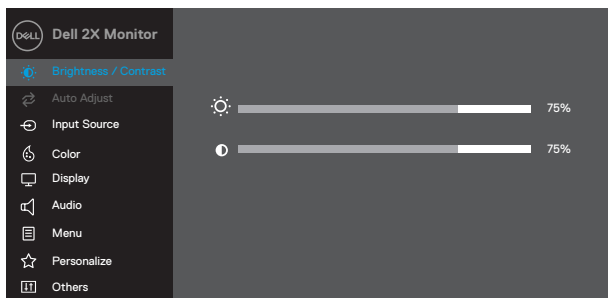 DELL Dell 2X Monitor
Brightness / Contrast
Auto Adjust
75%
Input Source
75%
Color
Display
Audio
Menu
Personalize
Others